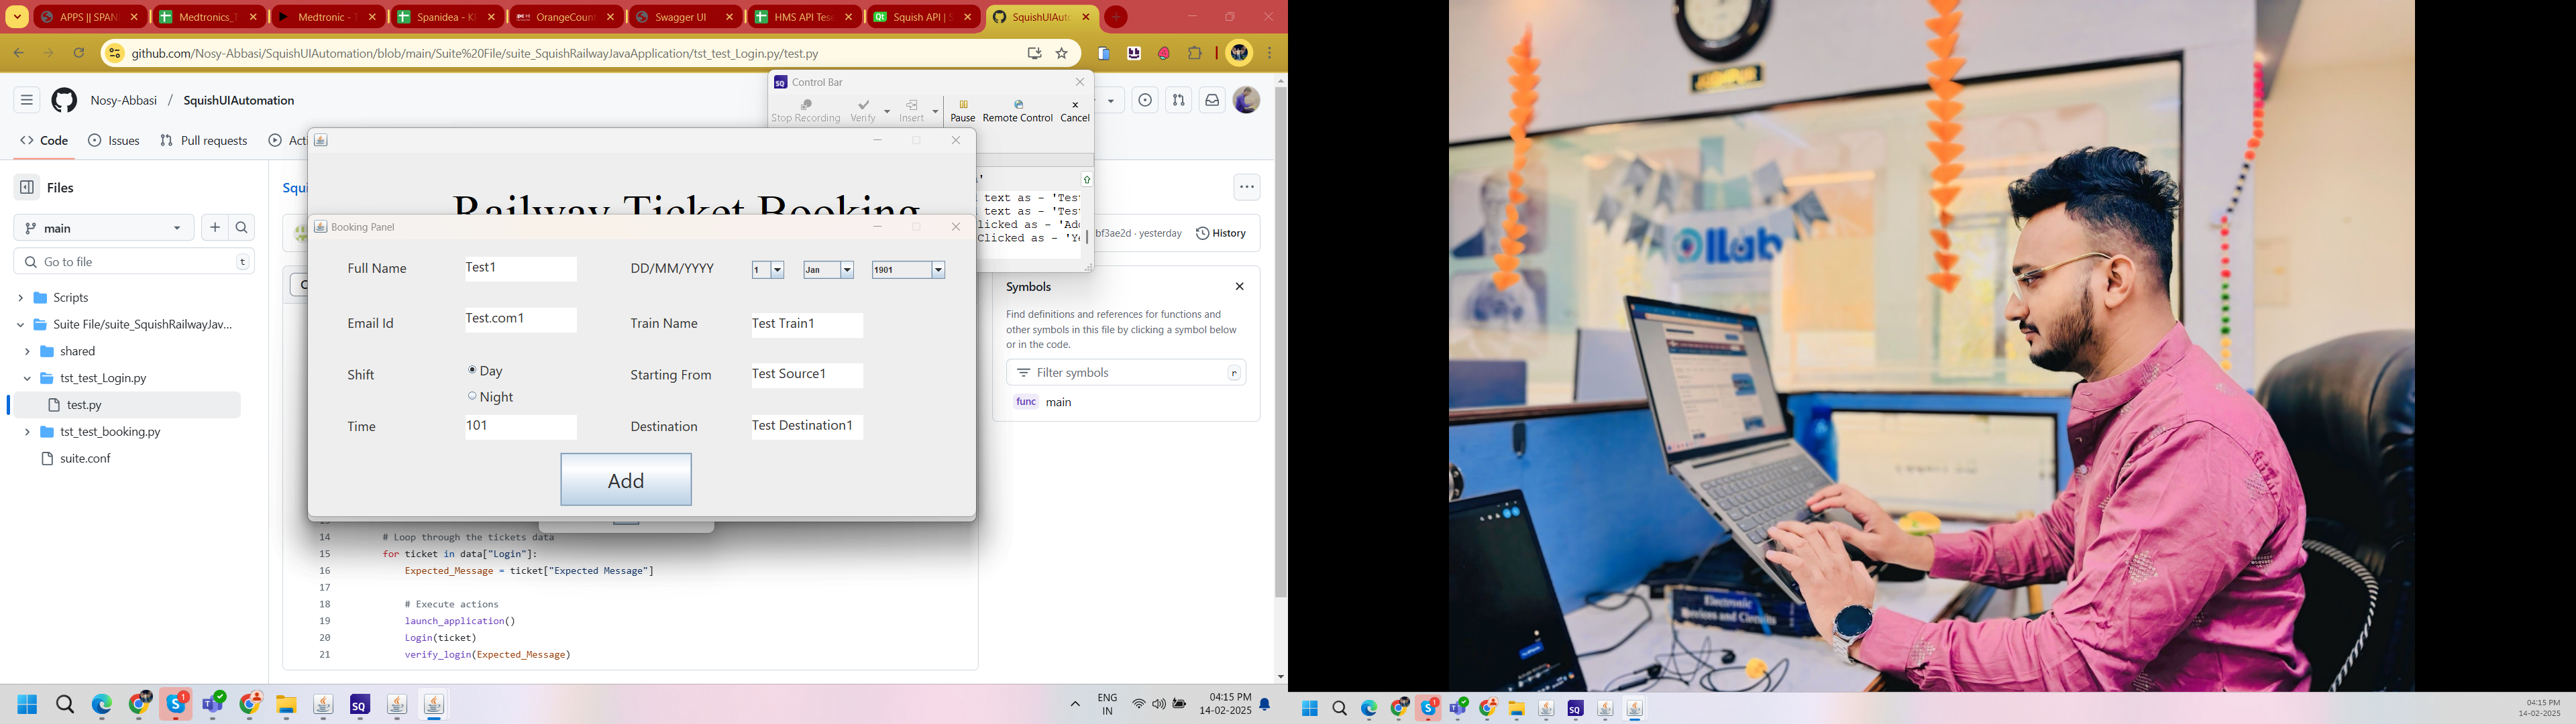 APPS || SPAN
Medtronics_T
Medtronic - T
Spanidea - K
OrangeCoun
Swagger UI
HMS API Tes
Squish API | S
SquishUIAuto
github.com/Nosy-Abbasi/SquishUIAutomation/blob/main/Suite%20File/suite_SquishRailwayJavaApplication/tst_test_Login.py/test.py
Control Bar
Stop Recording
Verify
Insert
Pause
Remote Control
Cancel
Nosy-Abbasi / SquishUIAutomation
Code
Issues
Pull requests
Act
Files
main
Go to file
t
Scripts
Suite File/suite_SquishRailwayJav...
shared
tst_test_Login.py
test.py
tst_test_booking.py
suite.conf
Squi
Railway Ticket Booking
text as - 'Test
text as - 'Test
licked as - 'Ad
Clicked as - 'Ye
bf3ae2d · yesterday
History
Booking Panel
Full Name
Test1
DD/MM/YYYY
1
Jan
1901
Email Id
Test.com1
Train Name
Test Train1
Shift
Day
Night
Starting From
Test Source1
Time
101
Destination
Test Destination1
Add
Symbols
Find definitions and references for functions and
other symbols in this file by clicking a symbol below
or in the code.
Filter symbols
r
func main
14 # Loop through the tickets data
15 for ticket in data["Login"]:
16 Expected_Message = ticket["Expected Message"]
17
18 # Execute actions
19 launch_application()
20 Login(ticket)
21 verify_login(Expected_Message)
ENG
IN
04:15 PM
14-02-2025
Electronic
Devices and Circuits
04:15 PM
14-02-2025